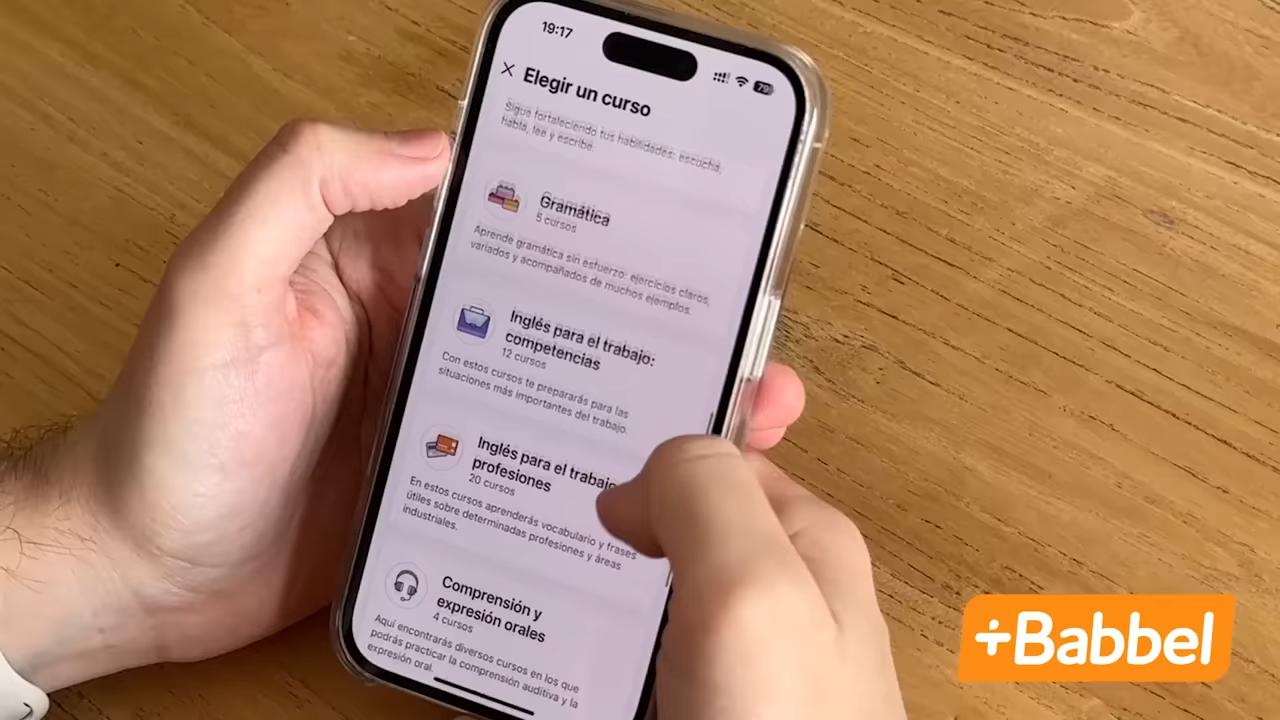 19:17
79
Elegir un curso
Sigue fortaleciendo tus habilidades: escucha,
habla, lee y escribe.
Gramática
5 cursos
Aprende gramática sin esfuerzo: ejercicios claros,
variados y acompañados de muchos ejemplos.
Inglés para el trabajo:
competencias
12 cursos
Con estos cursos te prepararás para las
situaciones más importantes del trabajo.
Inglés para el trabajo
profesiones
20 cursos
En estos cursos aprenderás vocabulario y frases
útiles sobre determinadas profesiones y áreas
industriales.
Comprensión y
expresión orales
4 cursos
Aquí encontrarás diversos cursos en los que
podrás practicar la comprensión auditiva y la
expresión oral.
+Babbel